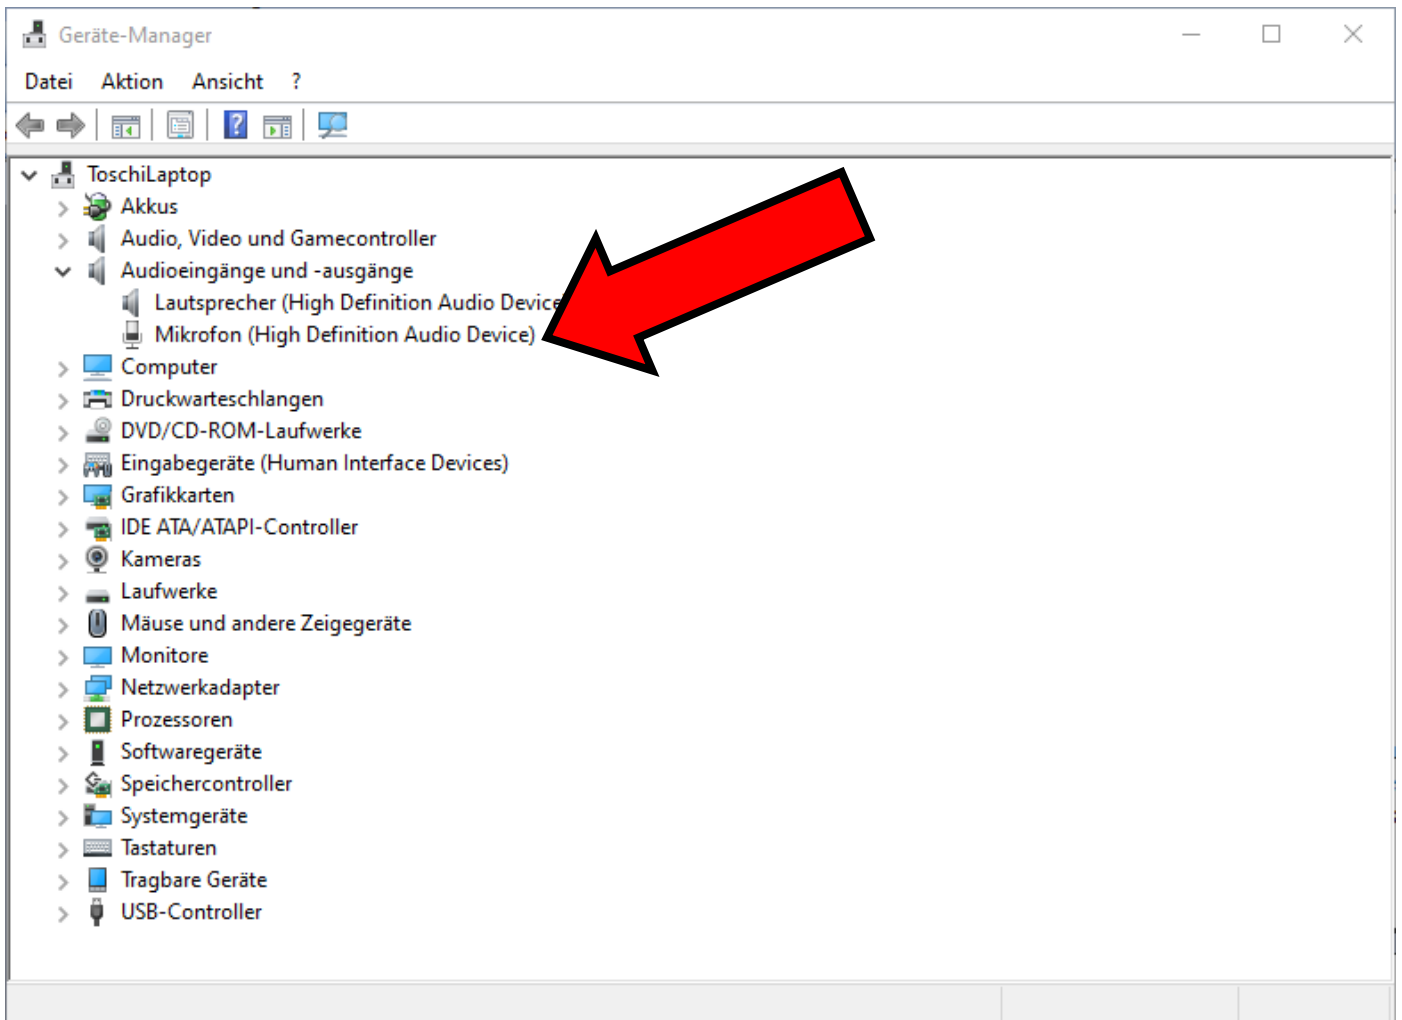 Geräte-Manager
Datei Aktion Ansicht ?
ToschiLaptop
Akkus
Audio, Video und Gamecontroller
Audioeingänge und -ausgänge
Lautsprecher (High Definition Audio Device
Mikrofon (High Definition Audio Device)
Computer
Druckwarteschlangen
DVD/CD-ROM-Laufwerke
Eingabegeräte (Human Interface Devices)
Grafikkarten
IDE ATA/ATAPI-Controller
Kameras
Laufwerke
Mäuse und andere Zeigegeräte
Monitore
Netzwerkadapter
Prozessoren
Softwaregeräte
Speichercontroller
Systemgeräte
Tastaturen
Tragbare Geräte
USB-Controller